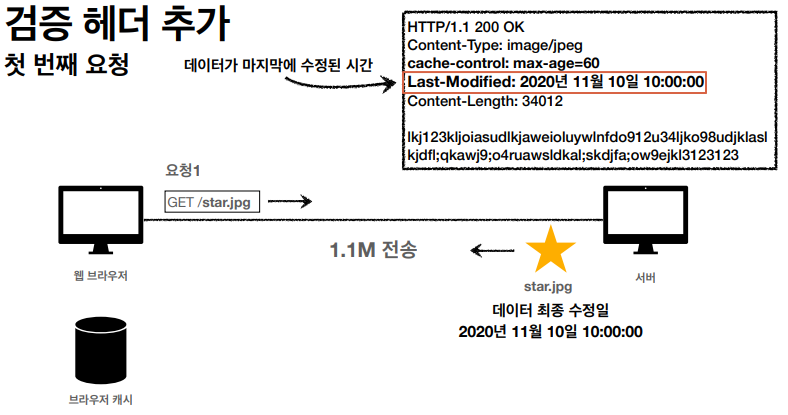 검증 헤더 추가
첫 번째 요청
데이터가 마지막에 수정된 시간
HTTP/1.1 200 OK
Content-Type: image/jpeg
cache-control: max-age=60
Last-Modified: 2020년 11월 10일 10:00:00
Content-Length: 34012
lkj123kljoiasudlkjaweioluywlnfdo912u34ljko98udjklasl
kjdfl;qkawj9;o4ruawsldkal;skdjfa;ow9ejkl3123123
요청1
GET /star.jpg
1.1M 전송
star.jpg
웹 브라우저
서버
데이터 최종 수정일
2020년 11월 10일 10:00:00
브라우저 캐시